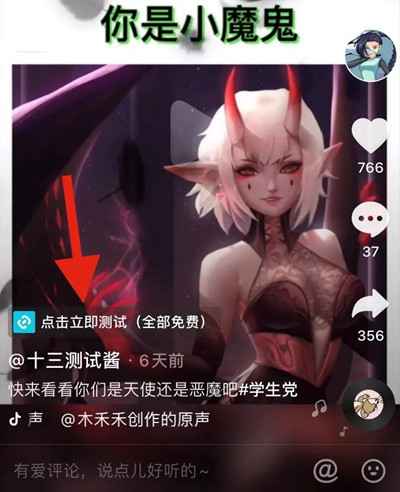 你是小魔鬼
766
37
点击立即测试（全部免费）
356
@十三测试酱 · 6天前
快来看看你们是天使还是恶魔吧#学生党
声 @木禾禾创作的原声
有爱评论，说点儿好听的~